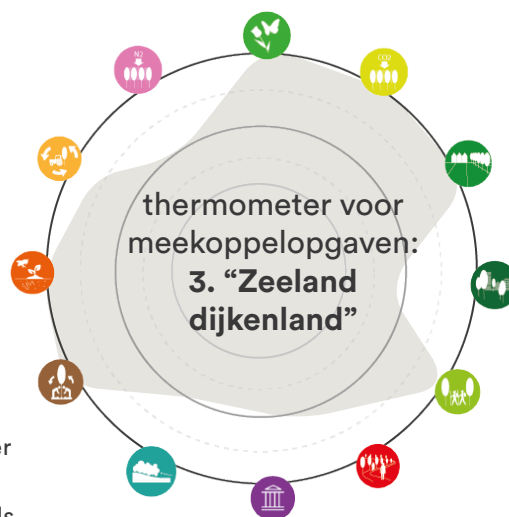 N2
CO2
thermometer voor
meekoppelopgaven:
3. “Zeeland
dijkenland”